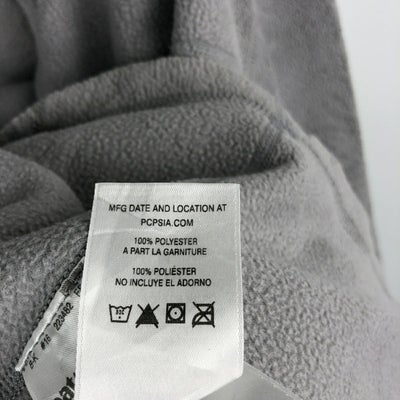 MFG DATE AND LOCATION AT
PCPSIA.COM
100% POLYESTER
A PART LA GARNITURE
100% POLIÉSTER
NO INCLUYE EL ADORNO